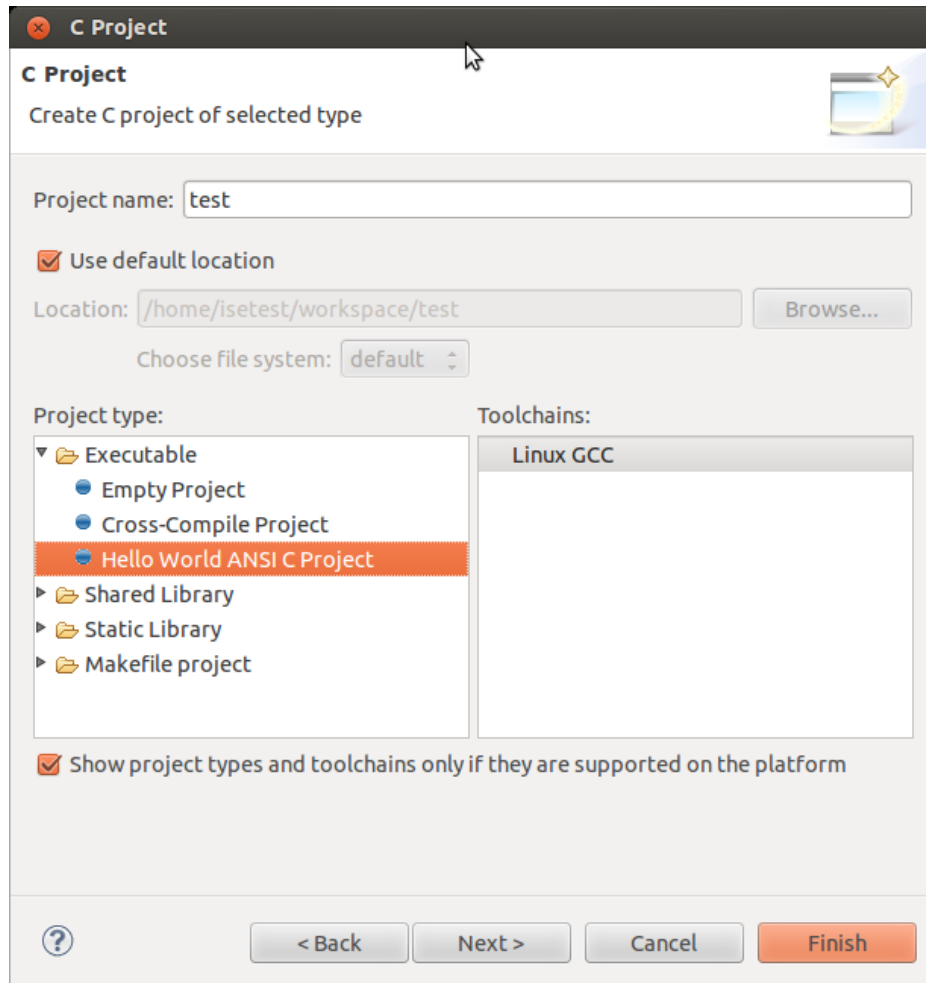 C Project
C Project
Create C project of selected type
Project name: test
Use default location
Location: /home/isetest/workspace/test Browse...
Choose file system: default
Project type: Toolchains:
Executable Linux GCC
Empty Project
Cross-Compile Project
Hello World ANSI C Project
Shared Library
Static Library
Makefile project
Show project types and toolchains only if they are supported on the platform
? < Back Next > Cancel Finish